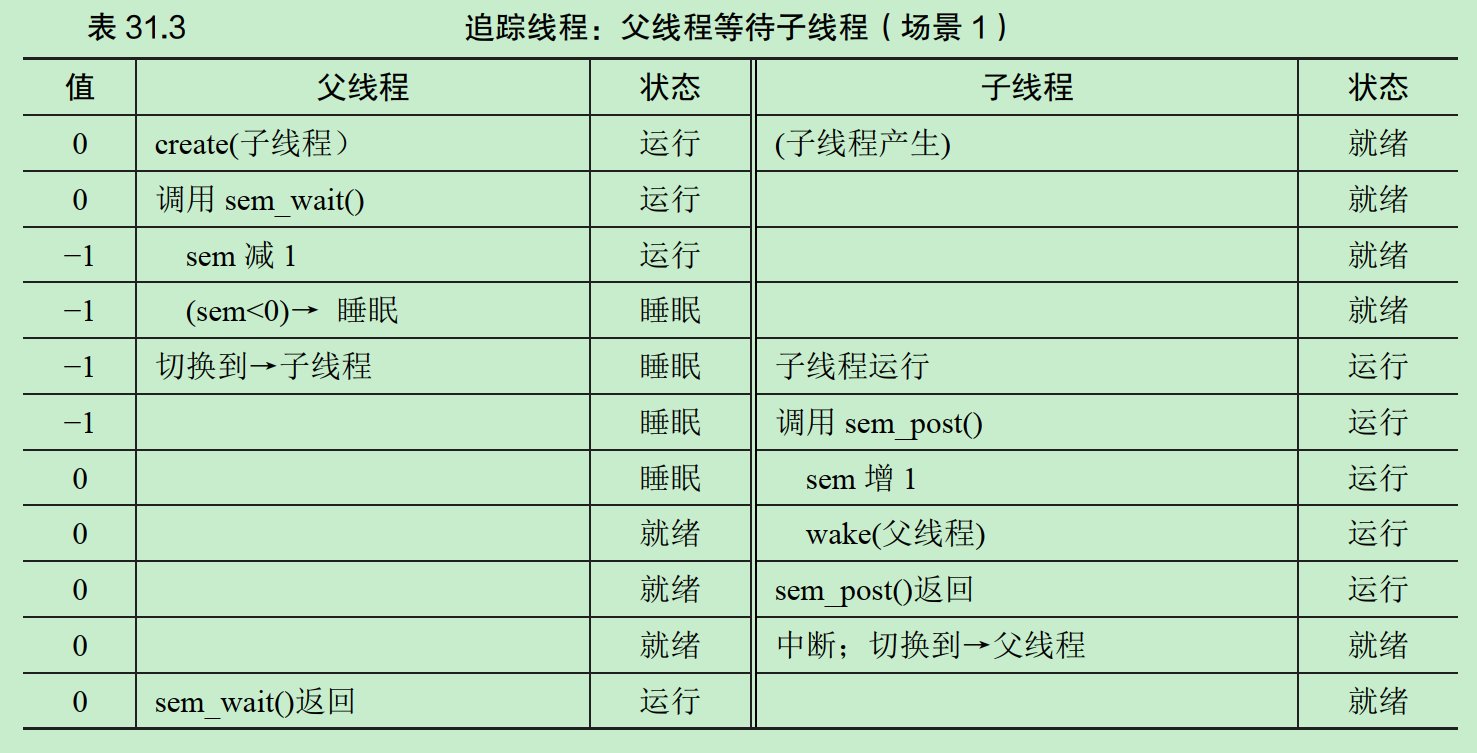 表 31.3 追踪线程：父线程等待子线程（场景 1）
值 父线程 状态 子线程 状态
0 create(子线程） 运行 (子线程产生) 就绪
0 调用 sem_wait() 运行 就绪
−1 sem 减 1 运行 就绪
−1 (sem<0)→ 睡眠 睡眠 就绪
−1 切换到→子线程 睡眠 子线程运行 运行
−1 睡眠 调用 sem_post() 运行
0 睡眠 sem 增 1 运行
0 就绪 wake(父线程) 运行
0 就绪 sem_post()返回 运行
0 就绪 中断；切换到→父线程 就绪
0 sem_wait()返回 运行 就绪